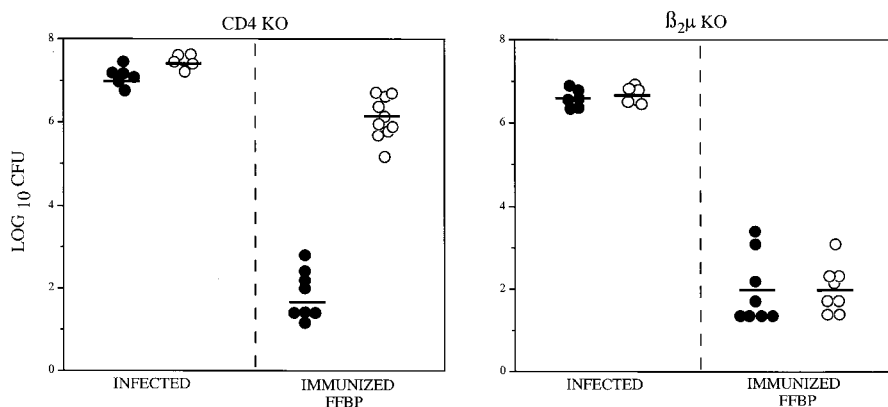 CD4 KO
ß₂µ KO
LOG 10 CFU
8
6
4
2
0
INFECTED
IMMUNIZED
FFBP
8
6
4
2
0
INFECTED
IMMUNIZED
FFBP